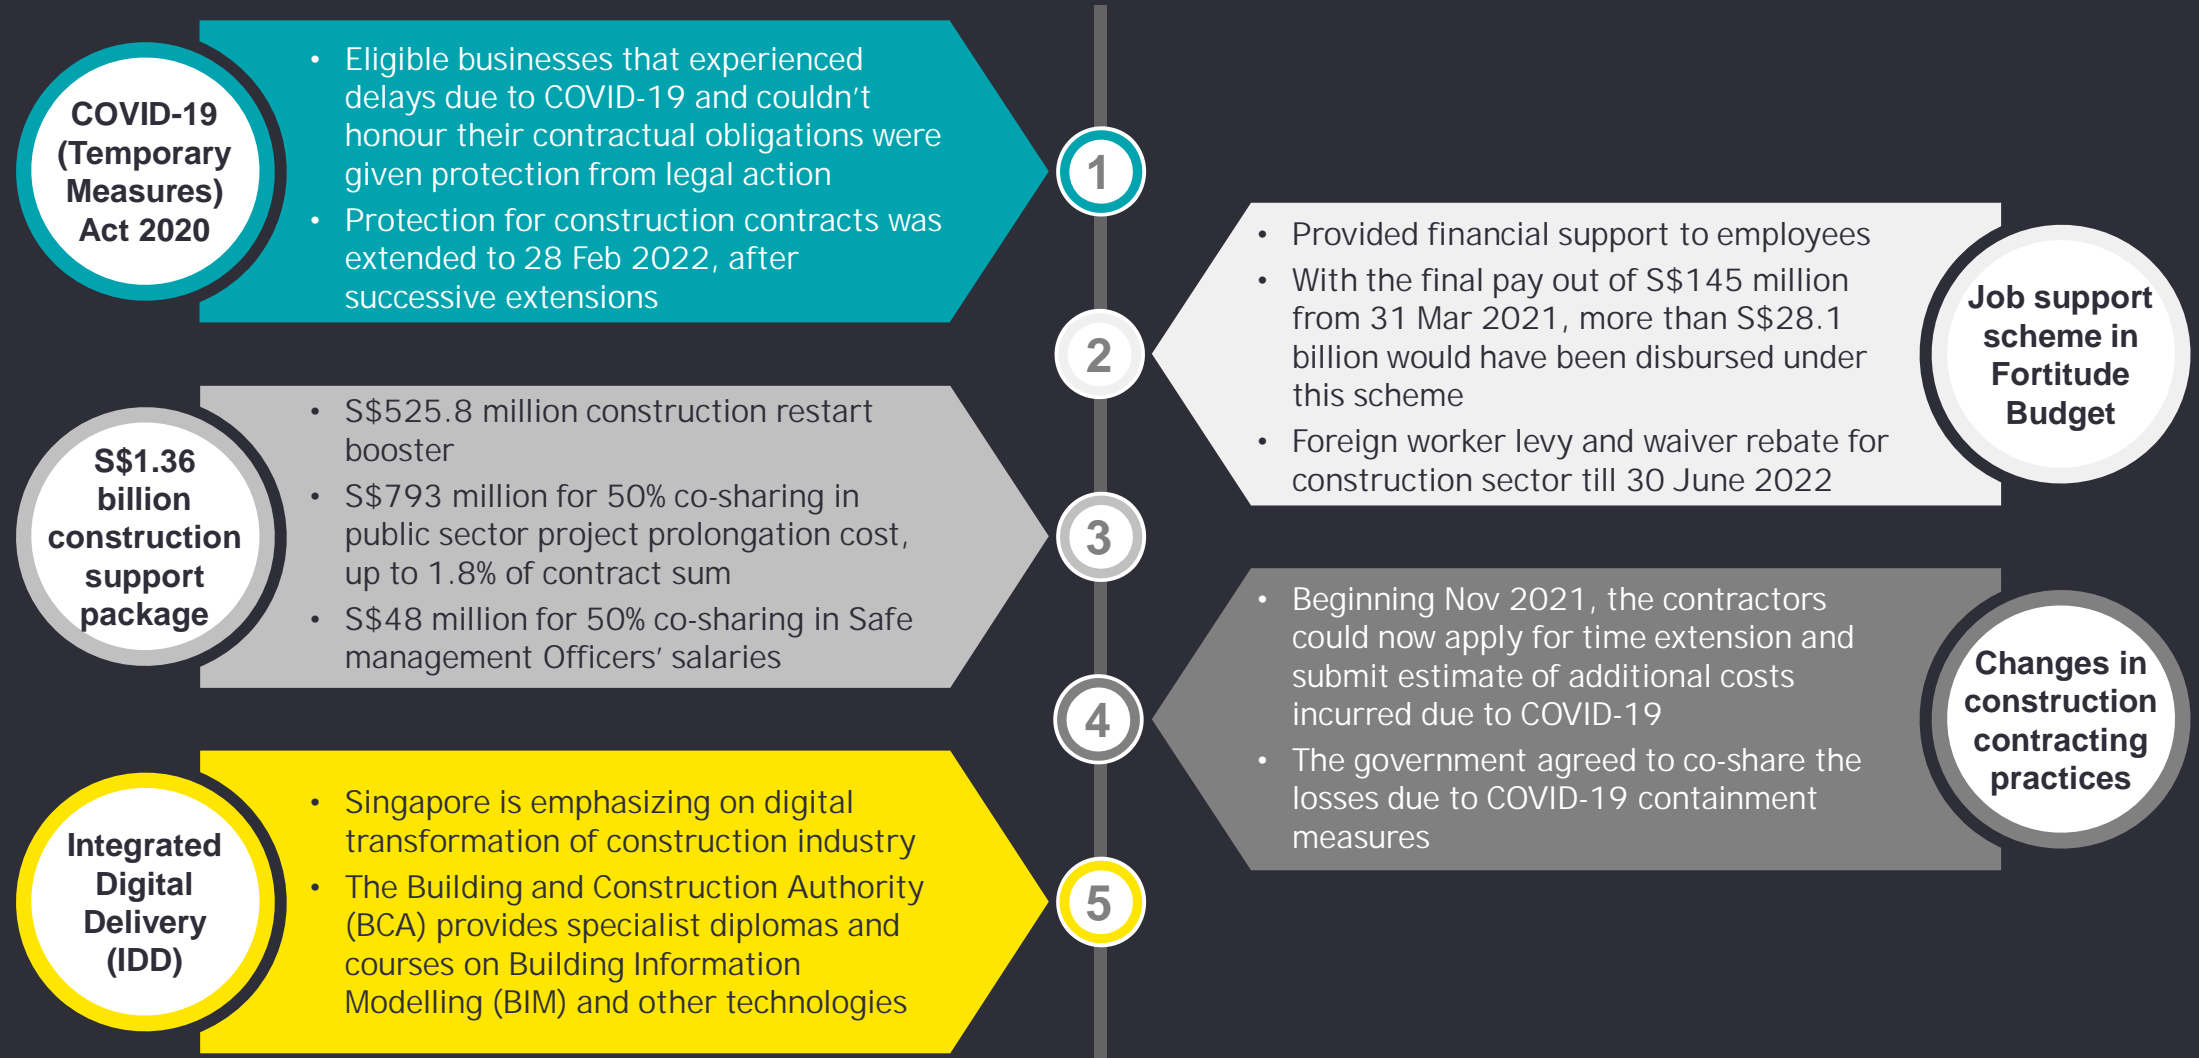 COVID-19
(Temporary
Measures)
Act 2020
• Eligible businesses that experienced
delays due to COVID-19 and couldn’t
honour their contractual obligations were
given protection from legal action
• Protection for construction contracts was
extended to 28 Feb 2022, after
successive extensions
1
• Provided financial support to employees
• With the final pay out of S$145 million
from 31 Mar 2021, more than S$28.1
billion would have been disbursed under
this scheme
• Foreign worker levy and waiver rebate for
construction sector till 30 June 2022
Job support
scheme in
Fortitude
Budget
2
S$1.36
billion
construction
support
package
• S$525.8 million construction restart
booster
• S$793 million for 50% co-sharing in
public sector project prolongation cost,
up to 1.8% of contract sum
• S$48 million for 50% co-sharing in Safe
management Officers’ salaries
3
• Beginning Nov 2021, the contractors
could now apply for time extension and
submit estimate of additional costs
incurred due to COVID-19
• The government agreed to co-share the
losses due to COVID-19 containment
measures
Changes in
construction
contracting
practices
4
Integrated
Digital
Delivery
(IDD)
• Singapore is emphasizing on digital
transformation of construction industry
• The Building and Construction Authority
(BCA) provides specialist diplomas and
courses on Building Information
Modelling (BIM) and other technologies
5